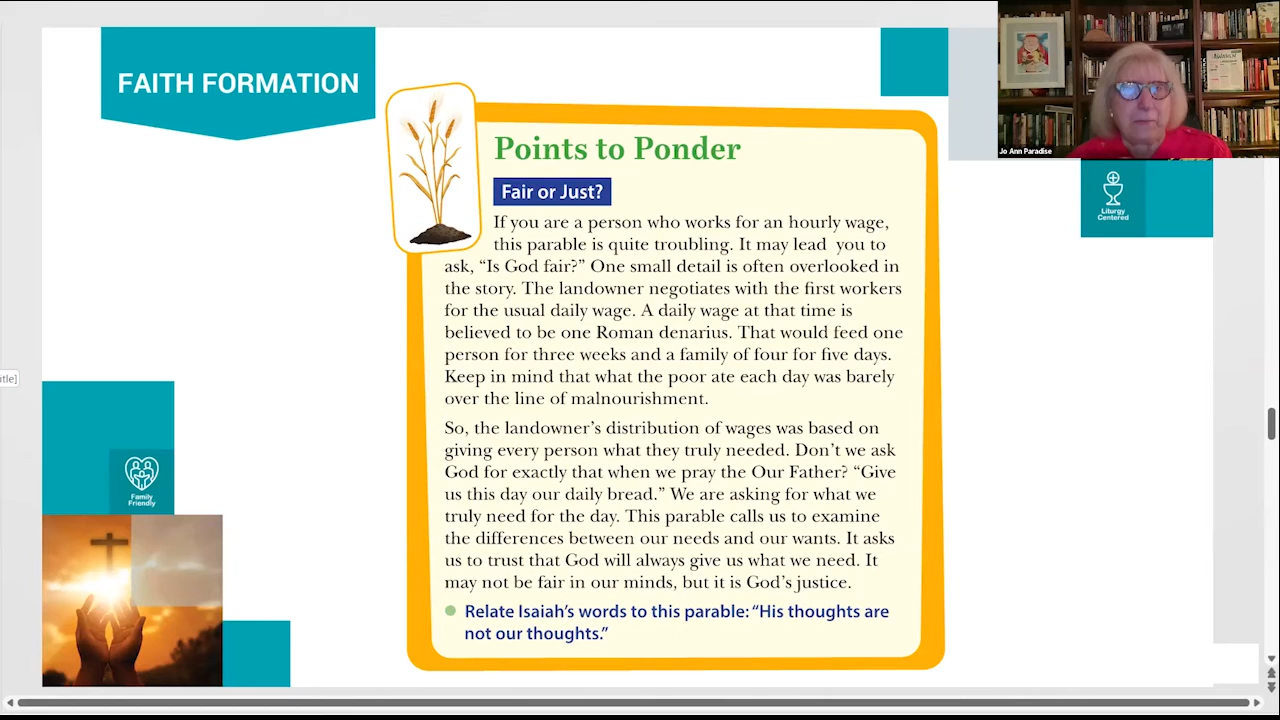 FAITH FORMATION
Points to Ponder
Fair or Just?
If you are a person who works for an hourly wage,
this parable is quite troubling. It may lead you to
ask, “Is God fair?” One small detail is often overlooked in
the story. The landowner negotiates with the first workers
for the usual daily wage. A daily wage at that time is
believed to be one Roman denarius. That would feed one
person for three weeks and a family of four for five days.
Keep in mind that what the poor ate each day was barely
over the line of malnourishment.
So, the landowner’s distribution of wages was based on
giving every person what they truly needed. Don’t we ask
God for exactly that when we pray the Our Father? “Give
us this day our daily bread.” We are asking for what we
truly need for the day. This parable calls us to examine
the differences between our needs and our wants. It asks
us to trust that God will always give us what we need. It
may not be fair in our minds, but it is God’s justice.
Relate Isaiah’s words to this parable: “His thoughts are
not our thoughts.”
Jo Ann Paradise
Liturgy
Centered
Family
Friendly
itle]